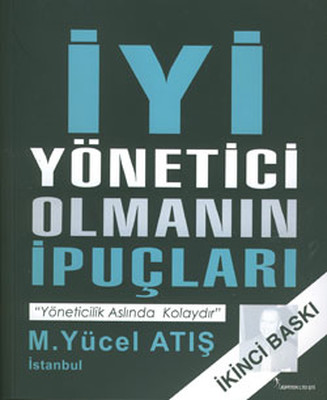 İYİ
YÖNETİCİ
OLMANIN
İPUÇLARI
"Yöneticilik Aslında Kolaydır"
M.Yücel ATIŞ
İstanbul
İKİNCİ BASKI